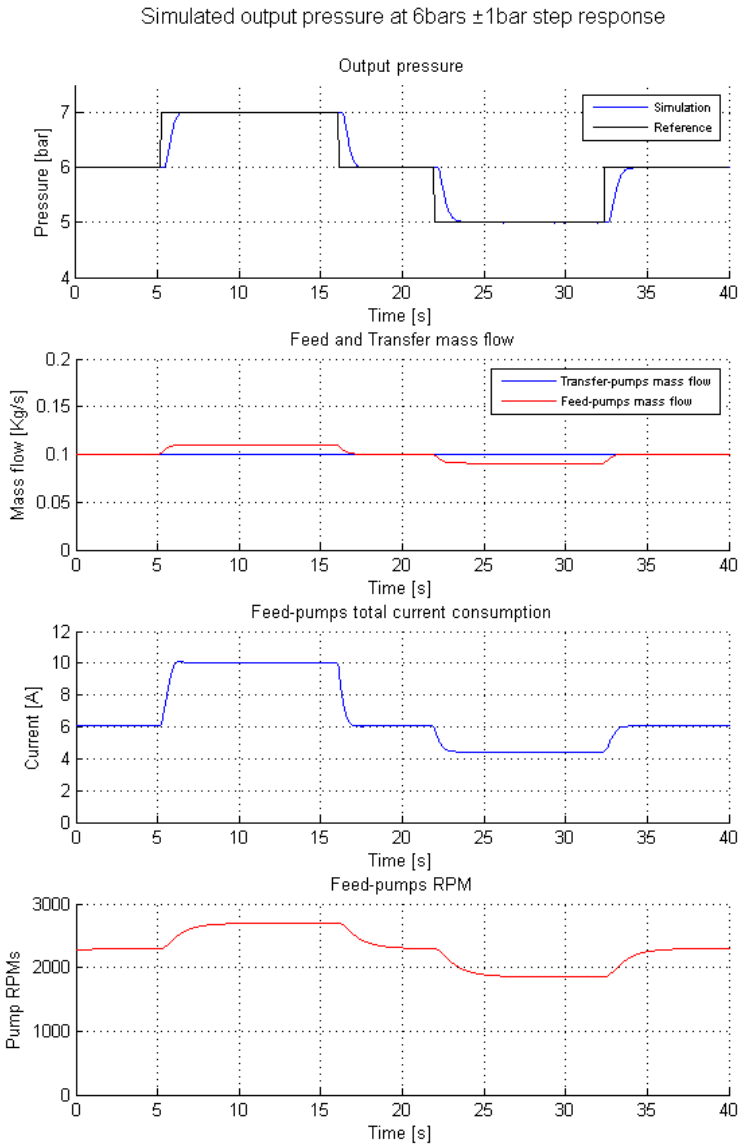 Simulated output pressure at 6bars ±1bar step response
Output pressure
Pressure [bar]
7
6
5
4
Simulation
Reference
0 5 10 15 20 25 30 35 40
Time [s]
Feed and Transfer mass flow
Mass flow [Kg/s]
0.2
0.15
0.1
0.05
0
Transfer-pumps mass flow
Feed-pumps mass flow
0 5 10 15 20 25 30 35 40
Time [s]
Feed-pumps total current consumption
Current [A]
12
10
8
6
4
2
0
0 5 10 15 20 25 30 35 40
Time [s]
Feed-pumps RPM
Pump RPMs
3000
2000
1000
0
0 5 10 15 20 25 30 35 40
Time [s]